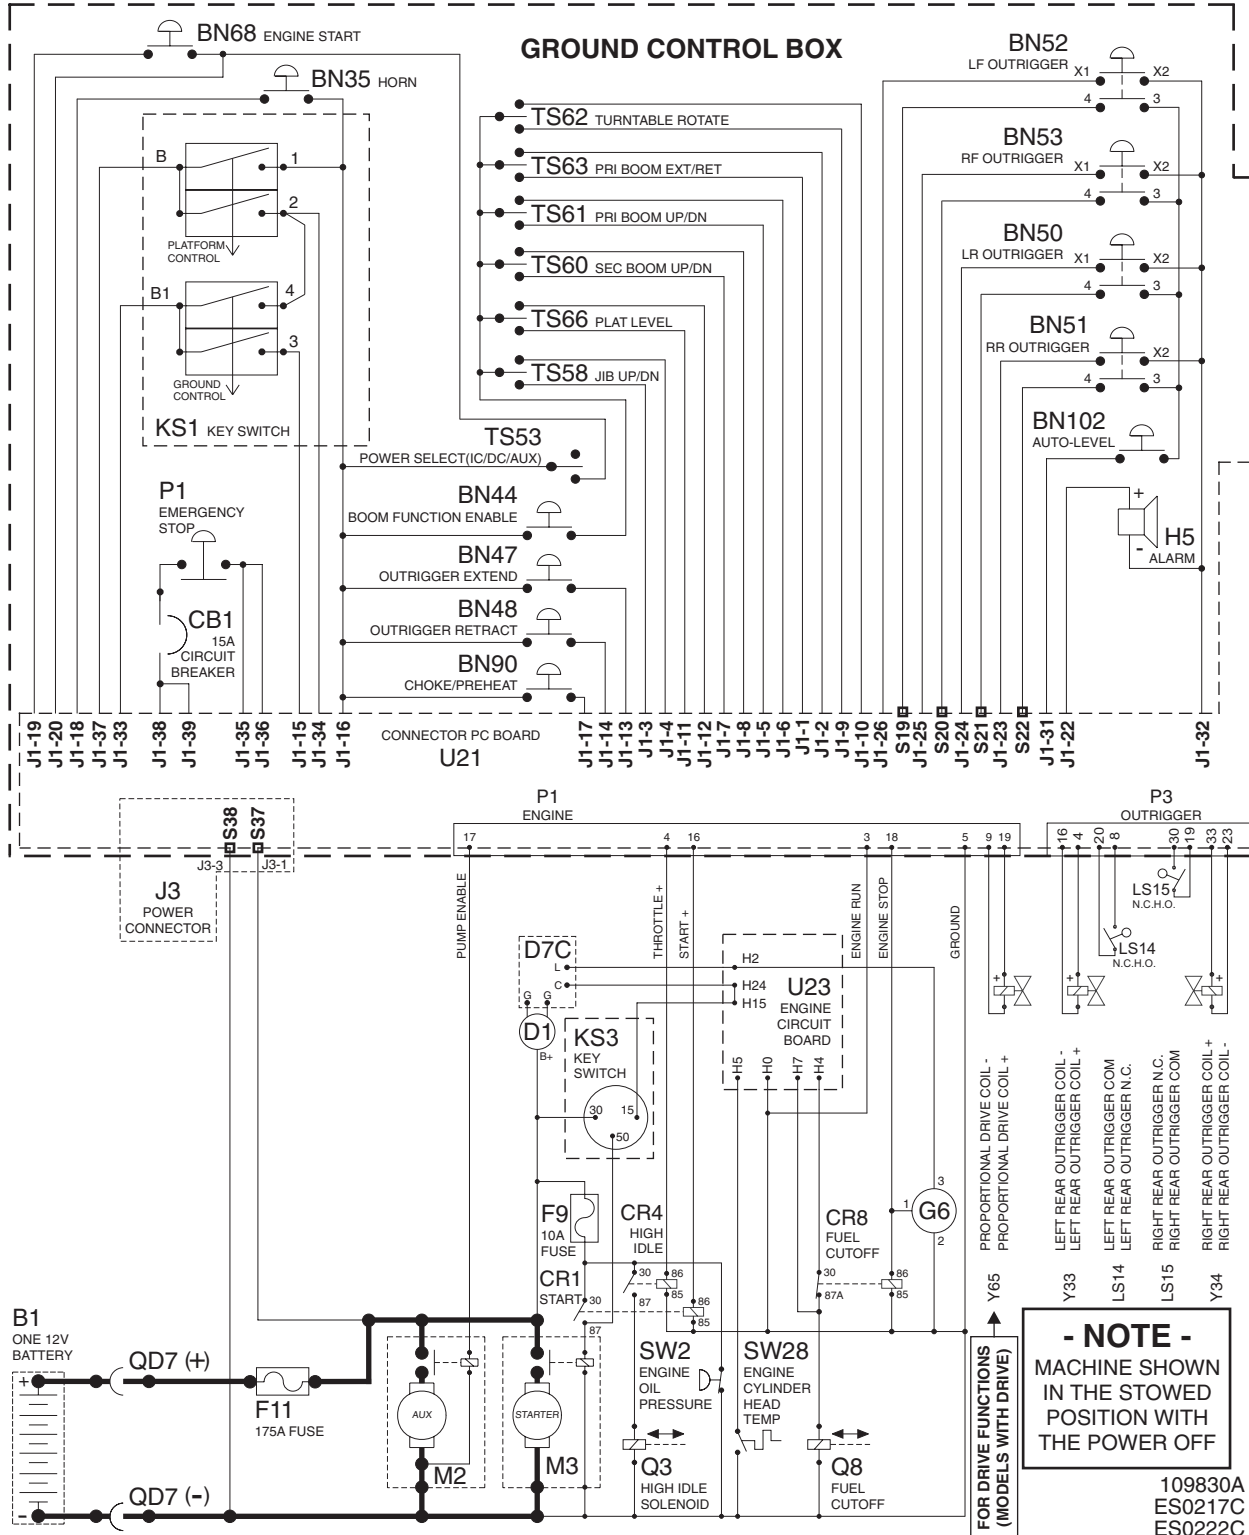 GROUND CONTROL BOX
BN68 ENGINE START
BN35 HORN
B
1
2
PLATFORM
CONTROL
B1
4
3
GROUND
CONTROL
KS1 KEY SWITCH
P1
EMERGENCY
STOP
CB1
15A
CIRCUIT
BREAKER
TS62 TURNTABLE ROTATE
TS63 PRI BOOM EXT/RET
TS61 PRI BOOM UP/DN
TS60 SEC BOOM UP/DN
TS66 PLAT LEVEL
TS58 JIB UP/DN
TS53
POWER SELECT(IC/DC/AUX)
BN44
BOOM FUNCTION ENABLE
BN47
OUTRIGGER EXTEND
BN48
OUTRIGGER RETRACT
BN90
CHOKE/PREHEAT
BN52
LF OUTRIGGER
X1 X2
4 3
BN53
RF OUTRIGGER
X1 X2
4 3
BN50
LR OUTRIGGER
X1 X2
4 3
BN51
RR OUTRIGGER
X2
4 3
BN102
AUTO-LEVEL
+
-
H5
ALARM
J1-19
J1-20
J1-18
J1-37
J1-33
J1-38
J1-39
J1-35
J1-36
J1-15
J1-34
J1-16
CONNECTOR PC BOARD
U21
J1-17
J1-14
J1-13
J1-3
J1-4
J1-11
J1-12
J1-7
J1-8
J1-5
J1-6
J1-1
J1-2
J1-9
J1-10
J1-26
S19
J1-25
S20
J1-24
S21
J1-23
S22
J1-31
J1-22
J1-32
S38
S37
J3-3
J3-1
J3
POWER
CONNECTOR
P1
ENGINE
17 4 16 3 18 5 9 19
P3
OUTRIGGER
16 4 20 8 30 19 33 23
PUMP ENABLE
THROTTLE +
START +
ENGINE RUN
ENGINE STOP
GROUND
LS15
N.C.H.O.
LS14
N.C.H.O.
+
+
+
D7C
L
C
G G
D1
B+
KS3
KEY
SWITCH
30 15
50
H2
H24
H15
U23
ENGINE
CIRCUIT
BOARD
H5
H0
H7
H4
F9
10A
FUSE
CR4
HIGH
IDLE
30 86
87 85
CR1
START
30 86
87 85
CR8
FUEL
CUTOFF
30 86
87A 85
3
1
G6
2
PROPORTIONAL DRIVE COIL -
PROPORTIONAL DRIVE COIL +
LEFT REAR OUTRIGGER COIL -
LEFT REAR OUTRIGGER COIL +
LEFT REAR OUTRIGGER COM
LEFT REAR OUTRIGGER N.C.
RIGHT REAR OUTRIGGER N.C.
RIGHT REAR OUTRIGGER COM
RIGHT REAR OUTRIGGER COIL +
RIGHT REAR OUTRIGGER COIL -
Y65
Y33
LS14
LS15
Y34
FOR DRIVE FUNCTIONS
(MODELS WITH DRIVE)
B1
ONE 12V
BATTERY
+
-
QD7 (+)
QD7 (-)
F11
175A FUSE
AUX
M2
STARTER
M3
SW2
ENGINE
OIL
PRESSURE
SW28
ENGINE
CYLINDER
HEAD
TEMP
Q3
HIGH IDLE
SOLENOID
Q8
FUEL
CUTOFF
- NOTE -
MACHINE SHOWN
IN THE STOWED
POSITION WITH
THE POWER OFF
109830A
ES0217C
ES0222C